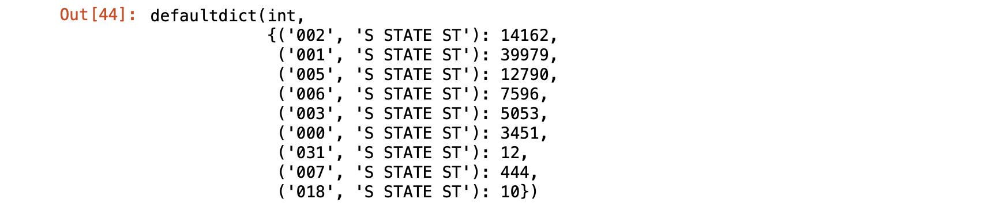 Out[44]: defaultdict(int,
{('002', 'S STATE ST'): 14162,
('001', 'S STATE ST'): 39979,
('005', 'S STATE ST'): 12790,
('006', 'S STATE ST'): 7596,
('003', 'S STATE ST'): 5053,
('000', 'S STATE ST'): 3451,
('031', 'S STATE ST'): 12,
('007', 'S STATE ST'): 444,
('018', 'S STATE ST'): 10})